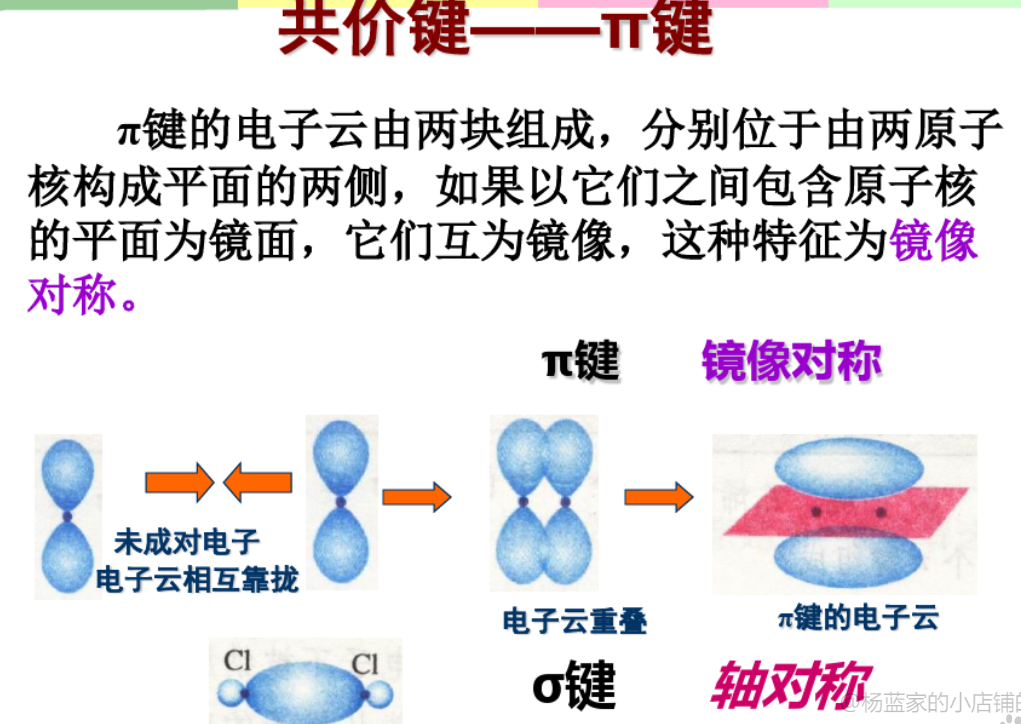 共价键——π键
π键的电子云由两块组成，分别位于由两原子
核构成平面的两侧，如果以它们之间包含原子核
的平面为镜面，它们互为镜像，这种特征为镜像
对称。
π键 镜像对称
未成对电子
电子云相互靠拢
电子云重叠
π键的电子云
Cl Cl
σ键 轴对称
@杨蓝家的小店铺的